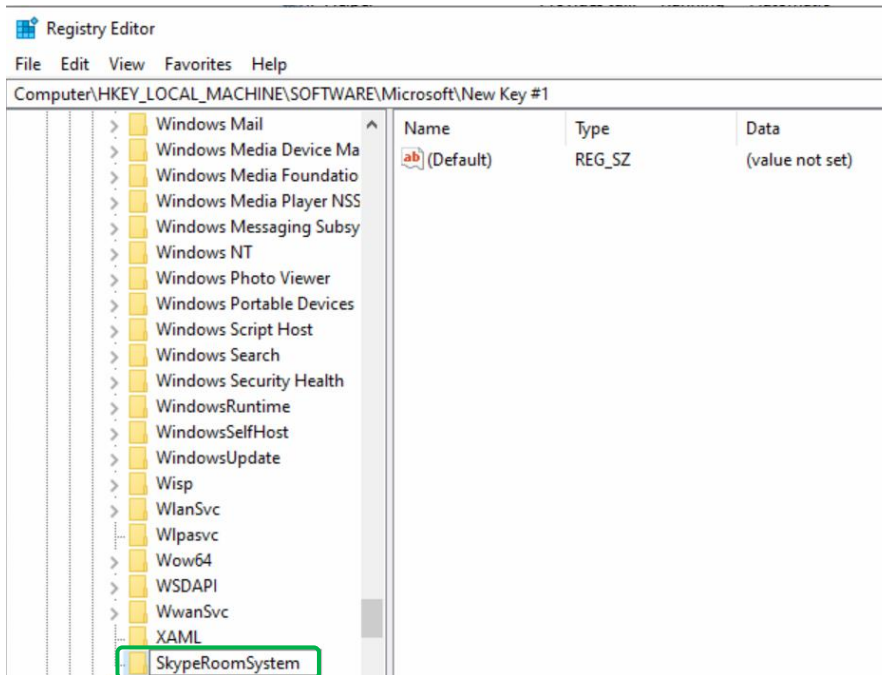 Registry Editor
File Edit View Favorites Help
Computer\HKEY_LOCAL_MACHINE\SOFTWARE\Microsoft\New Key #1
Windows Mail
Windows Media Device Ma
Windows Media Foundatio
Windows Media Player NSS
Windows Messaging Subsy
Windows NT
Windows Photo Viewer
Windows Portable Devices
Windows Script Host
Windows Search
Windows Security Health
WindowsRuntime
WindowsSelfHost
WindowsUpdate
Wisp
WlanSvc
Wlpasvc
Wow64
WSDAPI
WwanSvc
XAML
SkypeRoomSystem
Name Type Data
(Default) REG_SZ (value not set)